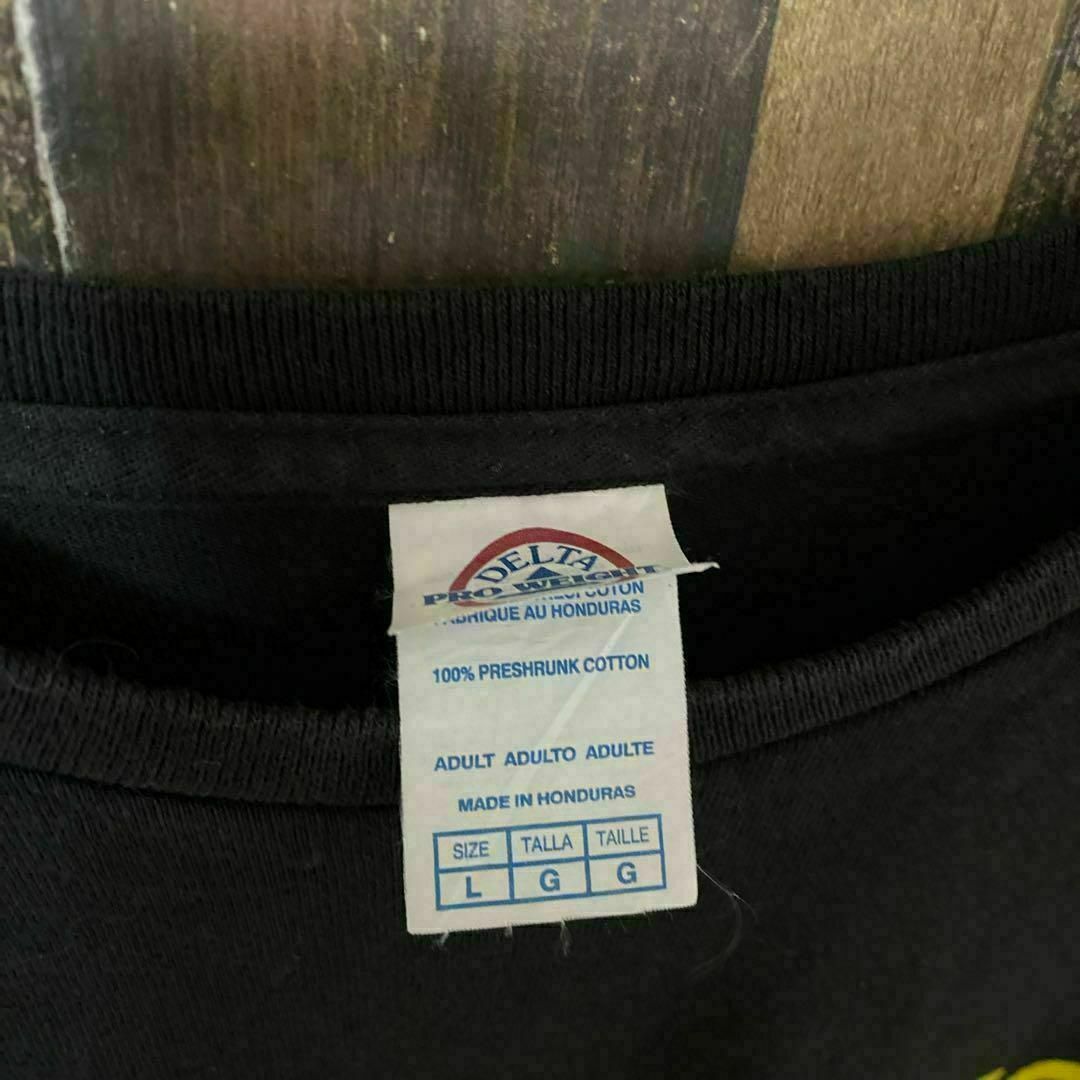 DELTA
PRO WEIGHT
FABRIQUE AU HONDURAS
100% PRESHRUNK COTTON
ADULT ADULTO ADULTE
MADE IN HONDURAS
SIZE TALLA TAILLE
L G G